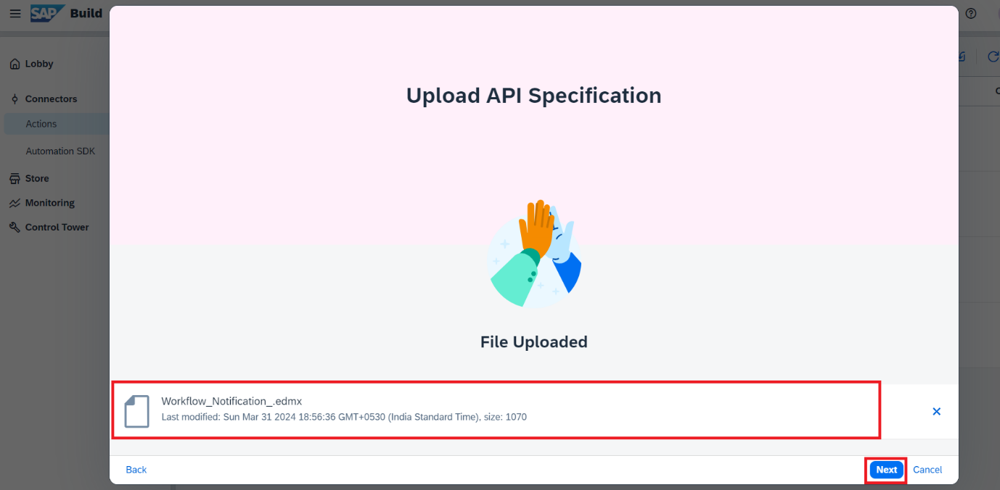 SAP Build
Lobby
Connectors
Actions
Automation SDK
Store
Monitoring
Control Tower
Upload API Specification
File Uploaded
Workflow_Notification_.edmx
Last modified: Sun Mar 31 2024 18:56:36 GMT+0530 (India Standard Time), size: 1070
Back
Next
Cancel